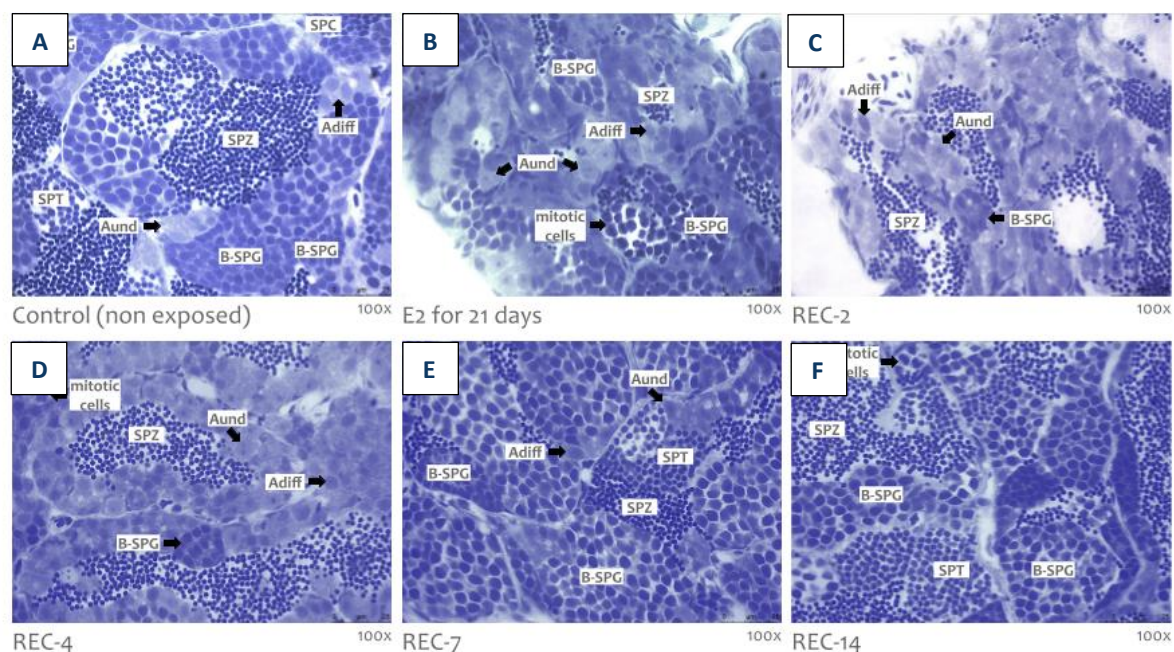 A
G
SPC
Adiff
SPZ
SPT
Aund
B-SPG
B-SPG
Control (non exposed)
100x
B
B-SPG
SPZ
Adiff
Aund
mitotic
cells
B-SPG
E2 for 21 days
100x
C
Adiff
Aund
SPZ
B-SPG
REC-2
100x
D
mitotic
cells
SPZ
Aund
Adiff
B-SPG
REC-4
100x
E
Aund
Adiff
SPT
B-SPG
SPZ
B-SPG
REC-7
100x
F
totic
lls
SPZ
B-SPG
SPT
B-SPG
REC-14
100x